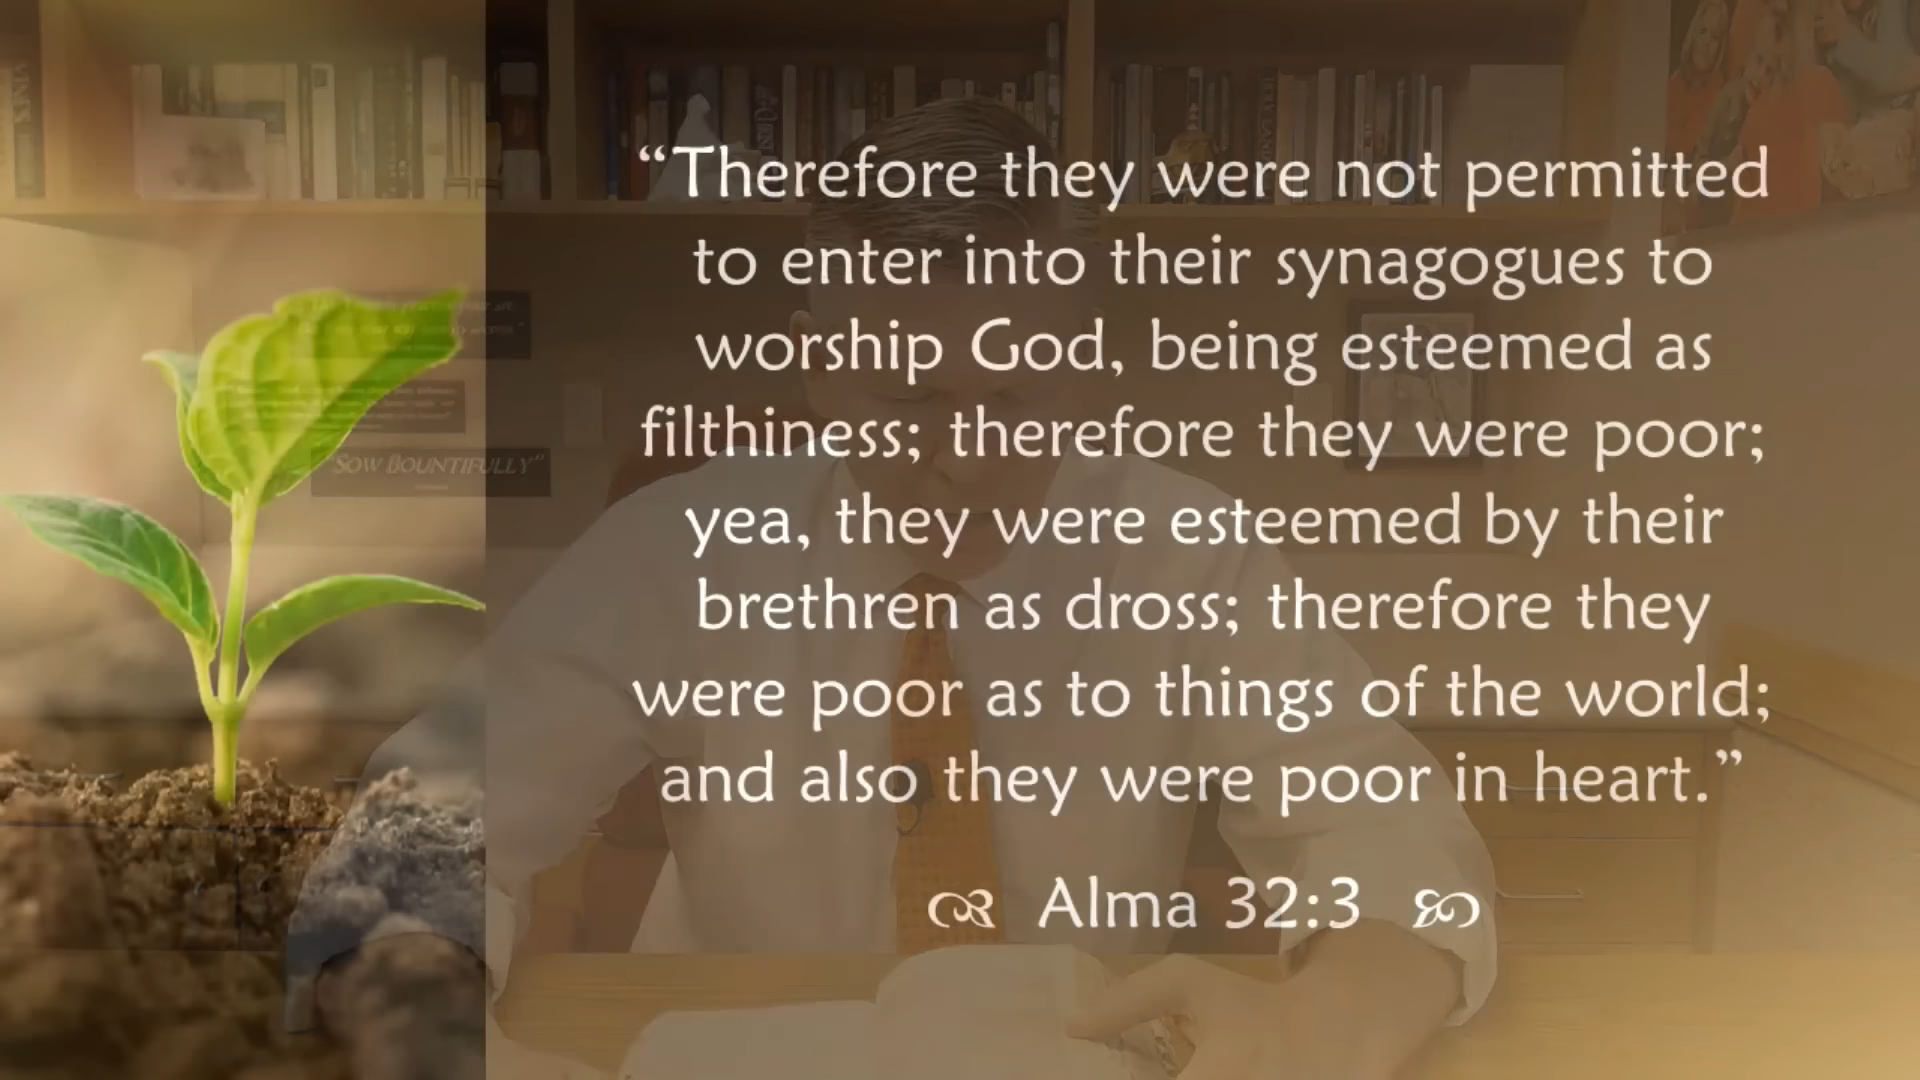 “Therefore they were not permitted
to enter into their synagogues to
worship God, being esteemed as
filthiness; therefore they were poor;
yea, they were esteemed by their
brethren as dross; therefore they
were poor as to things of the world;
and also they were poor in heart.”
Alma 32:3
"SOW BOUNTIFULLY"